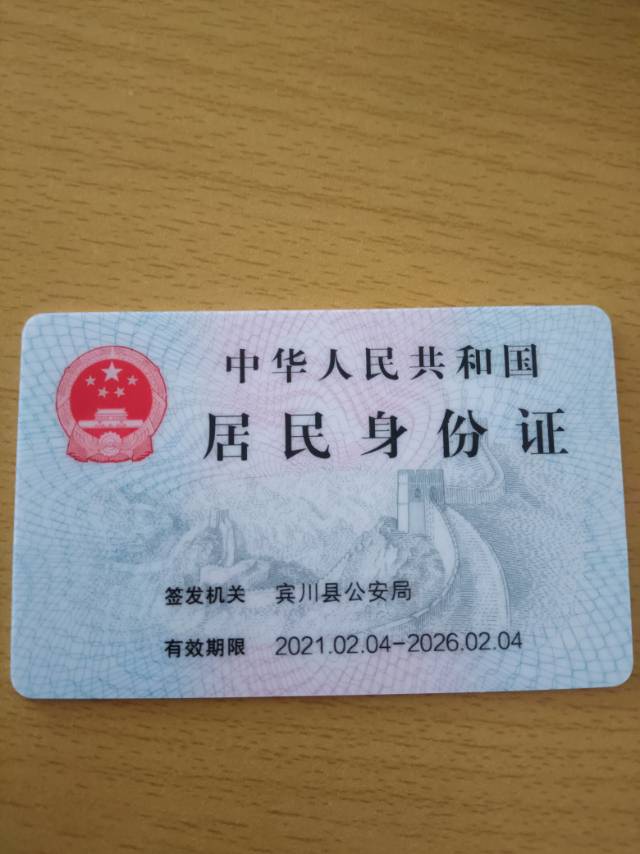 中华人民共和国
居民身份证
签发机关 宾川县公安局
有效期限 2021.02.04-2026.02.04